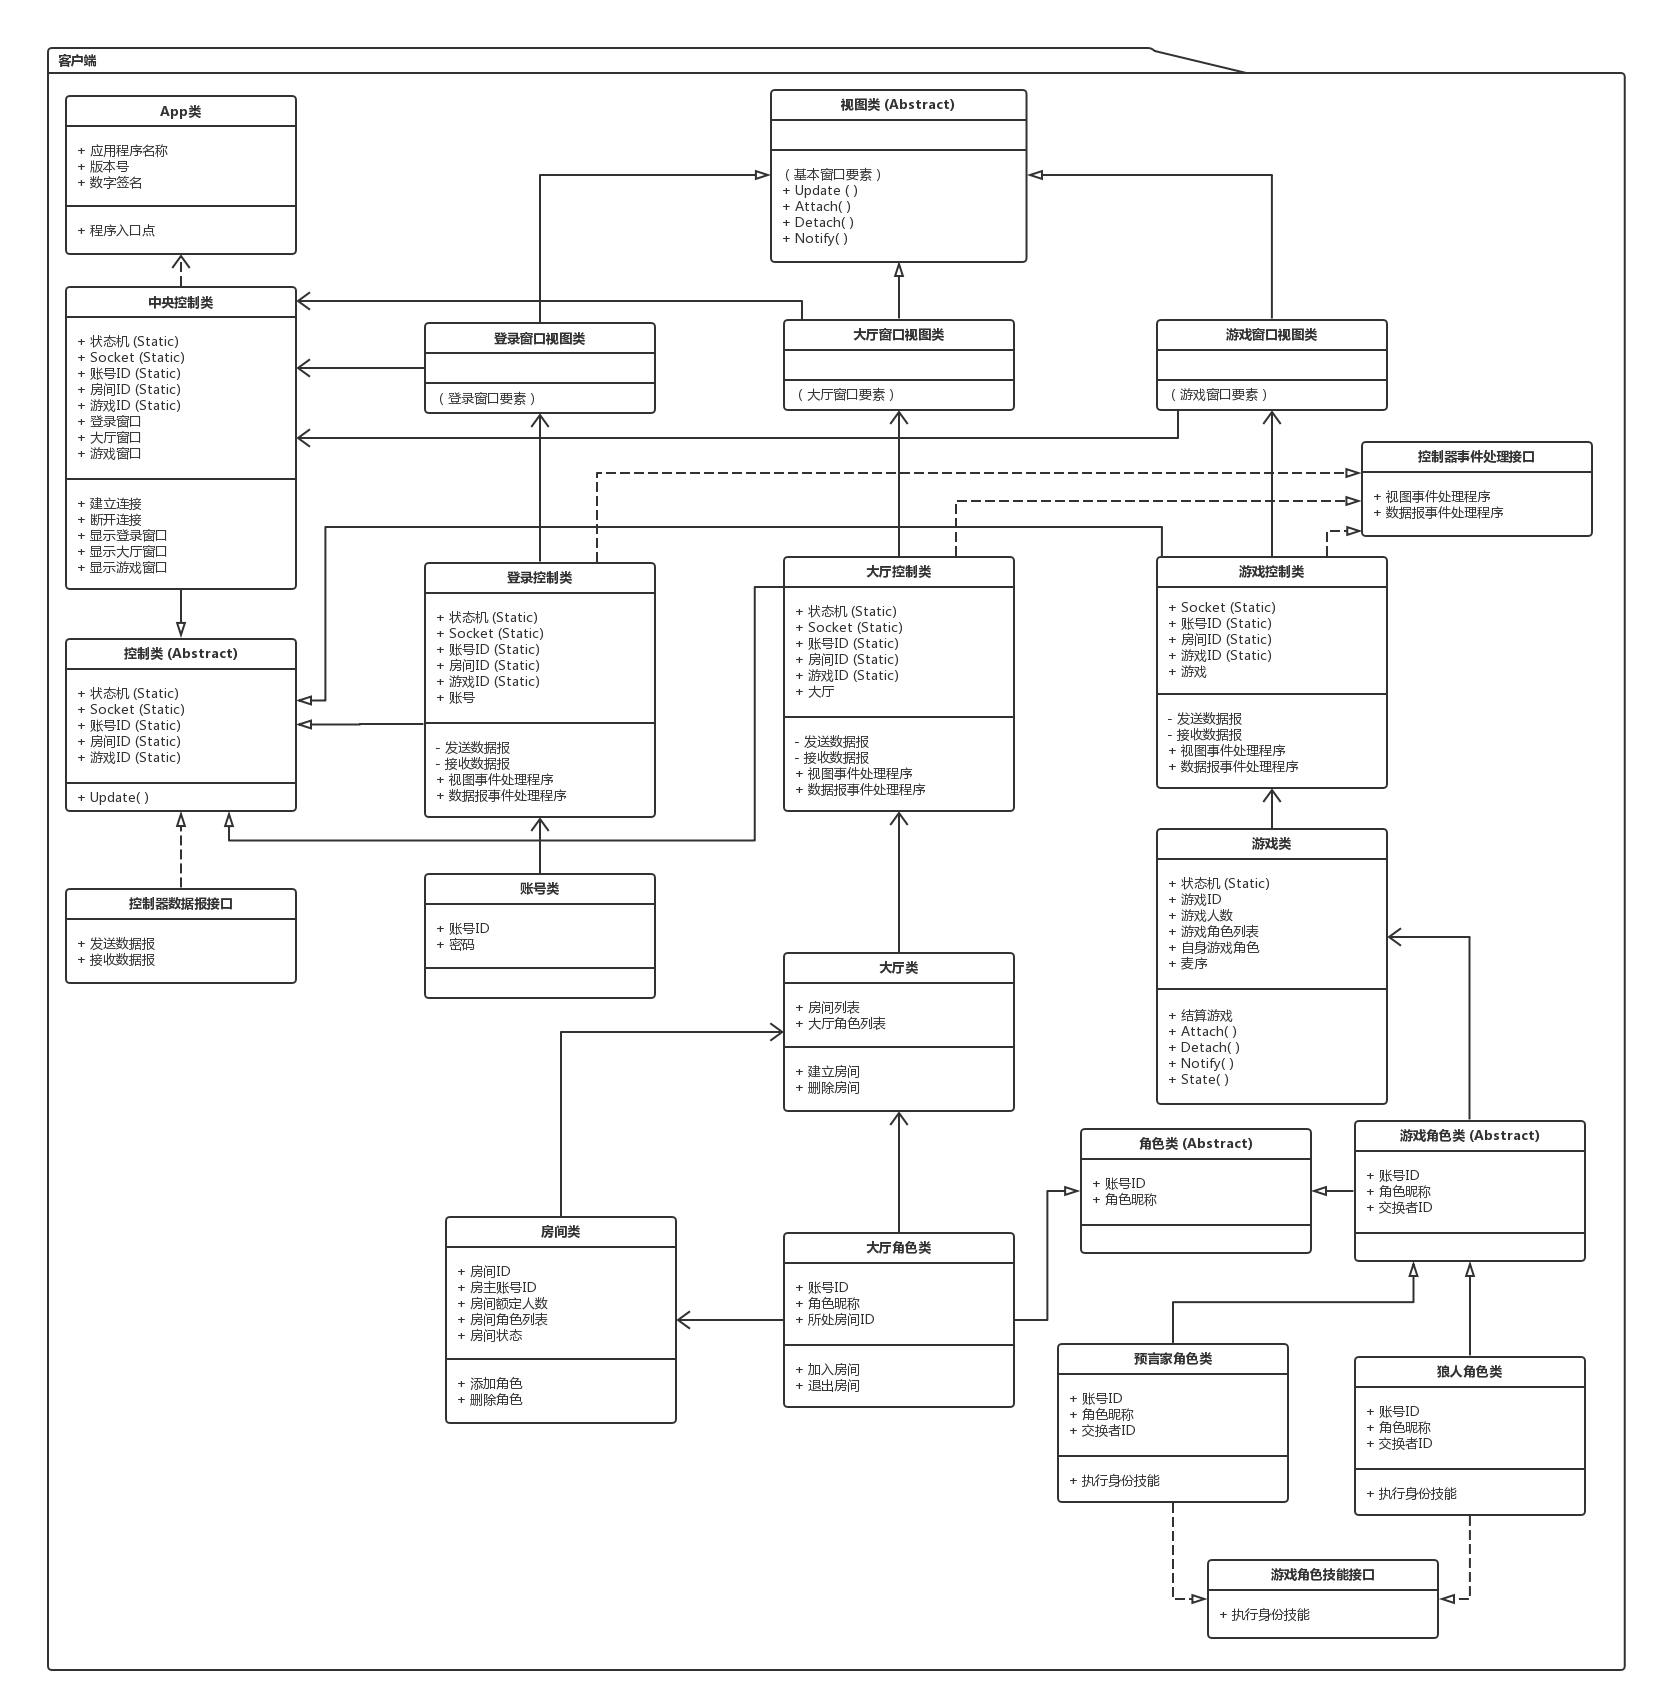 客户端
App类
+ 应用程序名称
+ 版本号
+ 数字签名
+ 程序入口点
视图类 (Abstract)
( 基本窗口要素 )
+ Update ( )
+ Attach( )
+ Detach( )
+ Notify( )
中央控制类
+ 状态机 (Static)
+ Socket (Static)
+ 账号ID (Static)
+ 房间ID (Static)
+ 游戏ID (Static)
+ 登录窗口
+ 大厅窗口
+ 游戏窗口
+ 建立连接
+ 断开连接
+ 显示登录窗口
+ 显示大厅窗口
+ 显示游戏窗口
登录窗口视图类
( 登录窗口要素 )
大厅窗口视图类
( 大厅窗口要素 )
游戏窗口视图类
( 游戏窗口要素 )
控制器事件处理接口
+ 视图事件处理程序
+ 数据报事件处理程序
控制类 (Abstract)
+ 状态机 (Static)
+ Socket (Static)
+ 账号ID (Static)
+ 房间ID (Static)
+ 游戏ID (Static)
+ Update( )
登录控制类
+ 状态机 (Static)
+ Socket (Static)
+ 账号ID (Static)
+ 房间ID (Static)
+ 游戏ID (Static)
+ 账号
- 发送数据报
- 接收数据报
+ 视图事件处理程序
+ 数据报事件处理程序
大厅控制类
+ 状态机 (Static)
+ Socket (Static)
+ 账号ID (Static)
+ 房间ID (Static)
+ 游戏ID (Static)
+ 大厅
- 发送数据报
- 接收数据报
+ 视图事件处理程序
+ 数据报事件处理程序
游戏控制类
+ Socket (Static)
+ 账号ID (Static)
+ 房间ID (Static)
+ 游戏ID (Static)
+ 游戏
- 发送数据报
- 接收数据报
+ 视图事件处理程序
+ 数据报事件处理程序
控制器数据报接口
+ 发送数据报
+ 接收数据报
账号类
+ 账号ID
+ 密码
大厅类
+ 房间列表
+ 大厅角色列表
+ 建立房间
+ 删除房间
游戏类
+ 状态机 (Static)
+ 游戏ID
+ 游戏人数
+ 游戏角色列表
+ 自身游戏角色
+ 麦序
+ 结算游戏
+ Attach( )
+ Detach( )
+ Notify( )
+ State( )
角色类 (Abstract)
+ 账号ID
+ 角色昵称
游戏角色类 (Abstract)
+ 账号ID
+ 角色昵称
+ 交换者ID
房间类
+ 房间ID
+ 房主账号ID
+ 房间额定人数
+ 房间角色列表
+ 房间状态
+ 添加角色
+ 删除角色
大厅角色类
+ 账号ID
+ 角色昵称
+ 所处房间ID
+ 加入房间
+ 退出房间
预言家角色类
+ 账号ID
+ 角色昵称
+ 交换者ID
+ 执行身份技能
狼人角色类
+ 账号ID
+ 角色昵称
+ 交换者ID
+ 执行身份技能
游戏角色技能接口
+ 执行身份技能